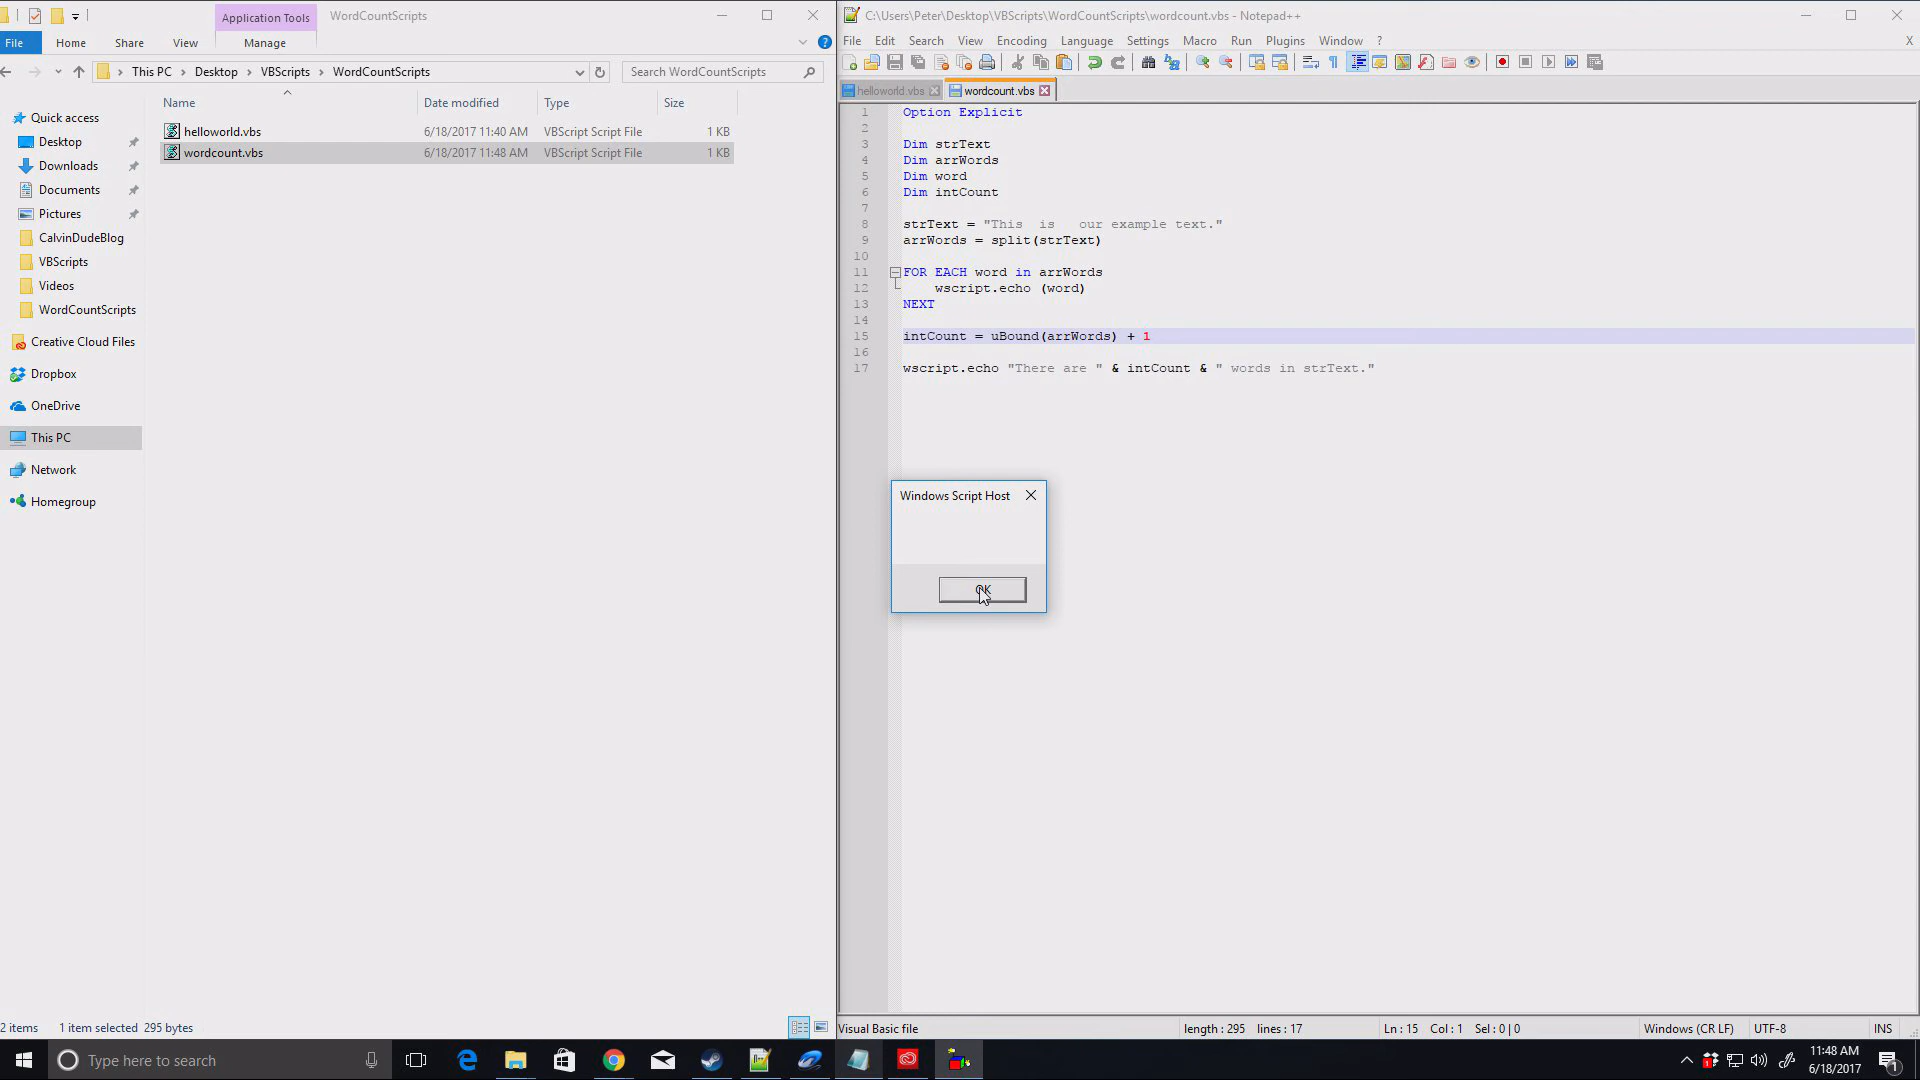 Application Tools
WordCountScripts
File
Home
Share
View
Manage
This PC
Desktop
VBScripts
WordCountScripts
Search WordCountScripts
Name
Date modified
Type
Size
helloworld.vbs
6/18/2017 11:40 AM
VBScript Script File
1 KB
wordcount.vbs
6/18/2017 11:48 AM
VBScript Script File
1 KB
Quick access
Desktop
Downloads
Documents
Pictures
CalvinDudeBlog
VBScripts
Videos
WordCountScripts
Creative Cloud Files
Dropbox
OneDrive
This PC
Network
Homegroup
2 items 1 item selected 295 bytes
C:\Users\Peter\Desktop\VBScripts\WordCountScripts\wordcount.vbs - Notepad++
File Edit Search View Encoding Language Settings Macro Run Plugins Window ? X
helloworld.vbs
wordcount.vbs
1 Option Explicit
2
3 Dim strText
4 Dim arrWords
5 Dim word
6 Dim intCount
7
8 strText = "This  is   our example text."
9 arrWords = split(strText)
10
11 FOR EACH word in arrWords
12     wscript.echo (word)
13 NEXT
14
15 intCount = uBound(arrWords) + 1
16
17 wscript.echo "There are " & intCount & " words in strText."
Windows Script Host
OK
Visual Basic file
length : 295 lines : 17
Ln : 15 Col : 1 Sel : 0 | 0
Windows (CR LF)
UTF-8
INS
Type here to search
11:48 AM
6/18/2017
1